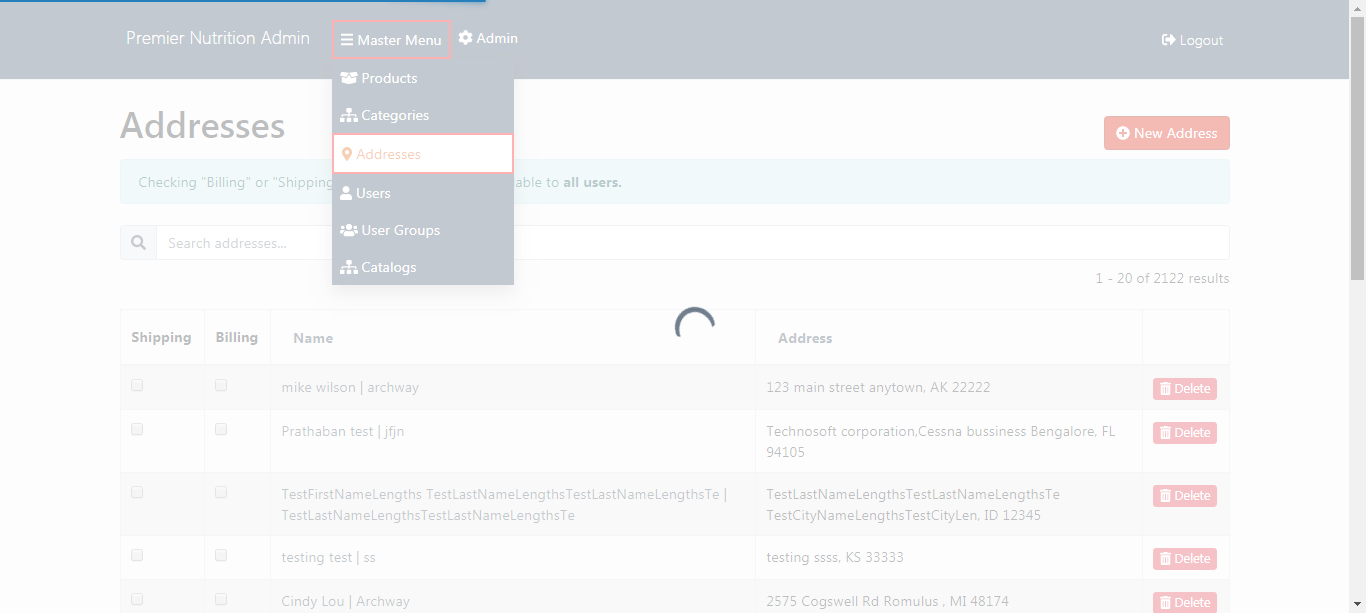 Premier Nutrition Admin
Master Menu
Admin
Logout
Products
Categories
Addresses
Users
User Groups
Catalogs
Addresses
New Address
Checking "Billing" or "Shipping able to all users.
Search addresses...
1 - 20 of 2122 results
Shipping Billing Name Address
mike wilson | archway 123 main street anytown, AK 22222 Delete
Prathaban test | jfjn Technosoft corporation,Cessna bussiness Bengalore, FL
94105 Delete
TestFirstNameLengths TestLastNameLengthsTestLastNameLengthsTe |
TestLastNameLengthsTestLastNameLengthsTe
TestLastNameLengthsTestLastNameLengthsTe
TestCityNameLengthsTestCityLen, ID 12345
Delete
testing test | ss testing ssss, KS 33333 Delete
Cindy Lou | Archway 2575 Cogswell Rd Romulus , MI 48174 Delete